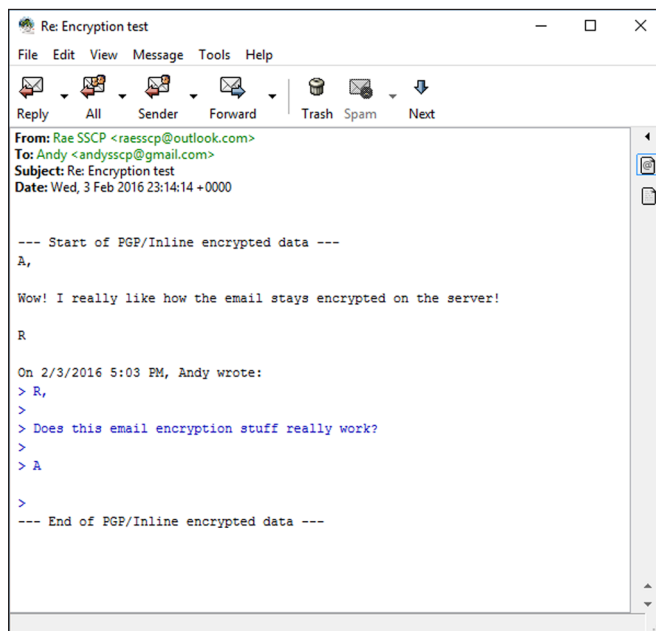 Re: Encryption test
File Edit View Message Tools Help
Reply All Sender Forward Trash Spam Next
From: Rae SSCP <raesscp@outlook.com>
To: Andy <andysscp@gmail.com>
Subject: Re: Encryption test
Date: Wed, 3 Feb 2016 23:14:14 +0000
--- Start of PGP/Inline encrypted data ---
A,
Wow! I really like how the email stays encrypted on the server!
R
On 2/3/2016 5:03 PM, Andy wrote:
> R,
>
> Does this email encryption stuff really work?
>
> A
>
--- End of PGP/Inline encrypted data ---